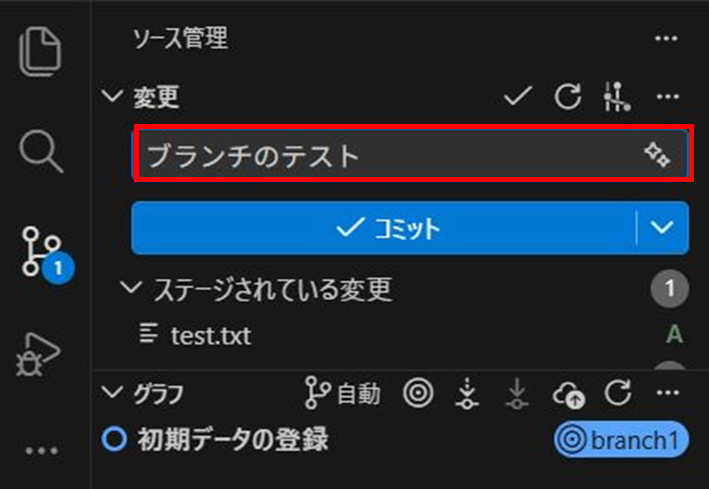 ソース管理
変更
ブランチのテスト
コミット
1
ステージされている変更 1
test.txt A
グラフ 自動
初期データの登録 branch1